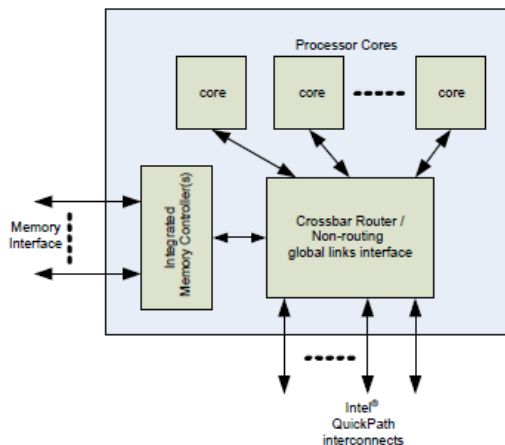 Processor Cores
core
core
core
Memory
Interface
Integrated
Memory Controller(s)
Crossbar Router /
Non-routing
global links interface
Intel®
QuickPath
interconnects